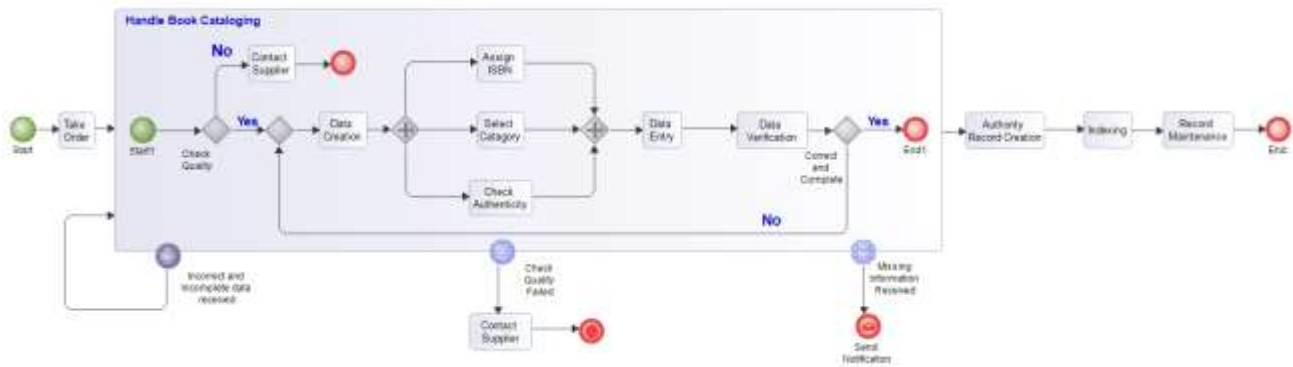 Handle Book Cataloging
No
Contact
Supplier
Assign
ISBN
Start
Take
Order
Start1
Check
Quality
Yes
Data
Creation
Select
Catagory
Data
Entry
Data
Verification
Correct
and
Complete
Yes
End1
Authority
Record Creation
Indexing
Record
Maintenance
End
Check
Authenticity
No
Incorrect and
Incomplete data
received
Check
Quality
Failed
Missing
Information
Received
Contact
Supplier
Send
Notification